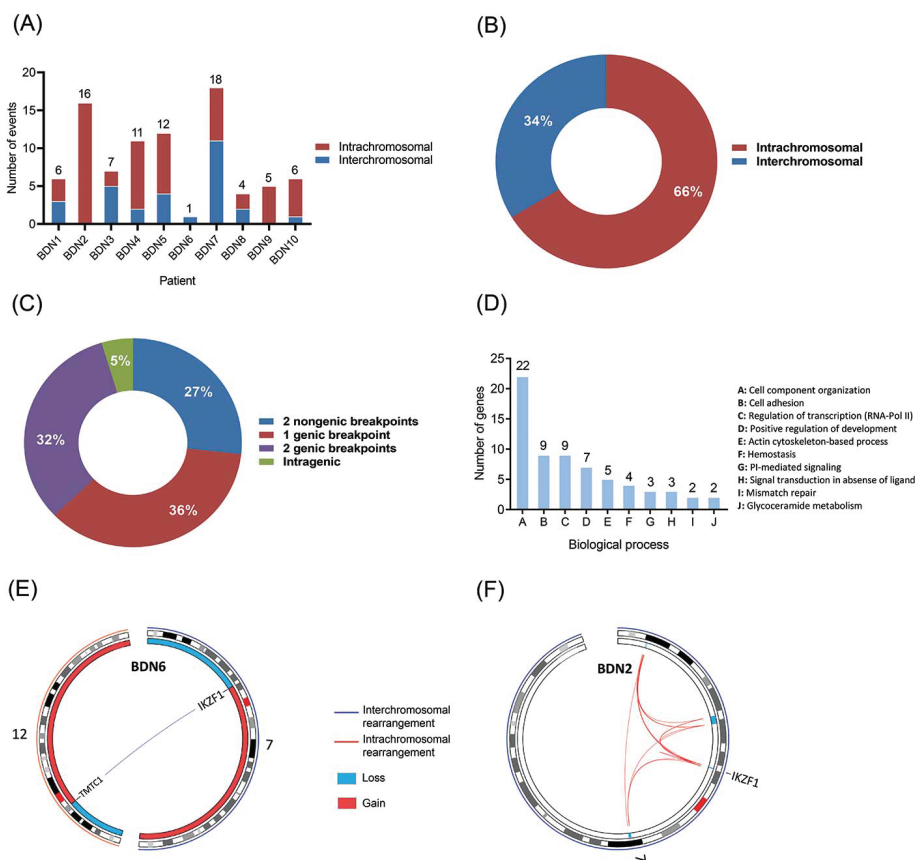 (A)
20
15
10
5
0
Number of events
6
16
7
11
12
1
18
4
5
6
BDN1
BDN2
BDN3
BDN4
BDN5
BDN6
BDN7
BDN8
BDN9
BDN10
Patient
Intrachromosomal
Interchromosomal
(B)
34%
66%
Intrachromosomal
Interchromosomal
(C)
5%
27%
32%
36%
2 nongenic breakpoints
1 genic breakpoint
2 genic breakpoints
Intragenic
(D)
25
20
15
10
5
0
Number of genes
22
9
9
7
5
4
3
3
2
2
A B C D E F G H I J
Biological process
A: Cell component organization
B: Cell adhesion
C: Regulation of transcription (RNA-Pol II)
D: Positive regulation of development
E: Actin cytoskeleton-based process
F: Hemostasis
G: PI-mediated signaling
H: Signal transduction in absense of ligand
I: Mismatch repair
J: Glycoceramide metabolism
(E)
BDN6
IKZF1
12
7
TMTC1
Interchromosomal
rearrangement
Intrachromosomal
rearrangement
Loss
Gain
(F)
BDN2
IKZF1
7